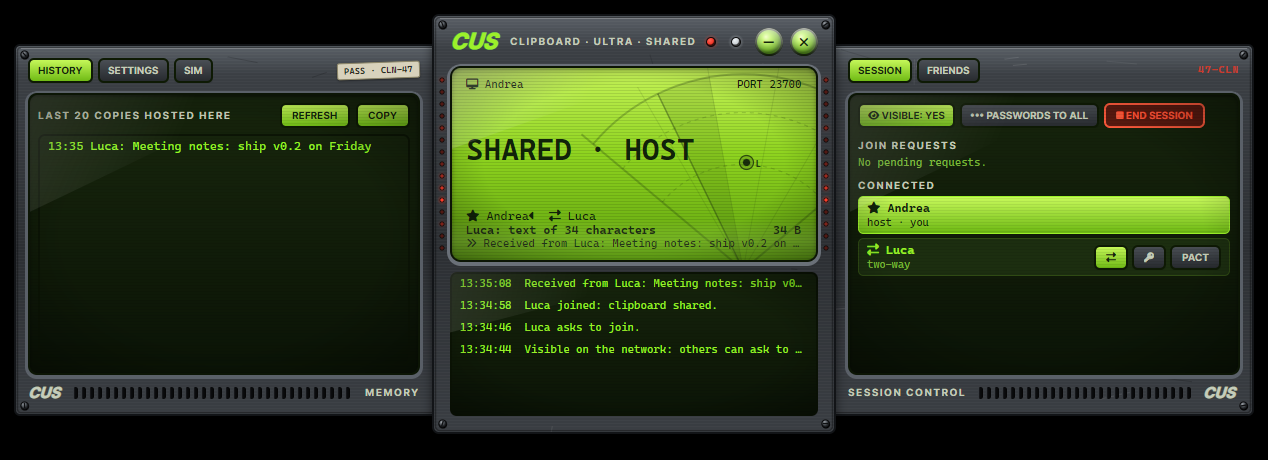 HISTORY SETTINGS SIM PASS · CLN-47
LAST 20 COPIES HOSTED HERE REFRESH COPY
13:35 Luca: Meeting notes: ship v0.2 on Friday
CUS MEMORY
CUS CLIPBOARD · ULTRA · SHARED
Andrea PORT 23700
SHARED · HOST
L
Andrea Luca
Luca: text of 34 characters 34 B
Received from Luca: Meeting notes: ship v0.2 on …
13:35:08 Received from Luca: Meeting notes: ship v0…
13:34:58 Luca joined: clipboard shared.
13:34:46 Luca asks to join.
13:34:44 Visible on the network: others can ask to …
SESSION FRIENDS 47-CLN
VISIBLE: YES PASSWORDS TO ALL END SESSION
JOIN REQUESTS
No pending requests.
CONNECTED
Andrea
host · you
Luca
two-way PACT
SESSION CONTROL CUS